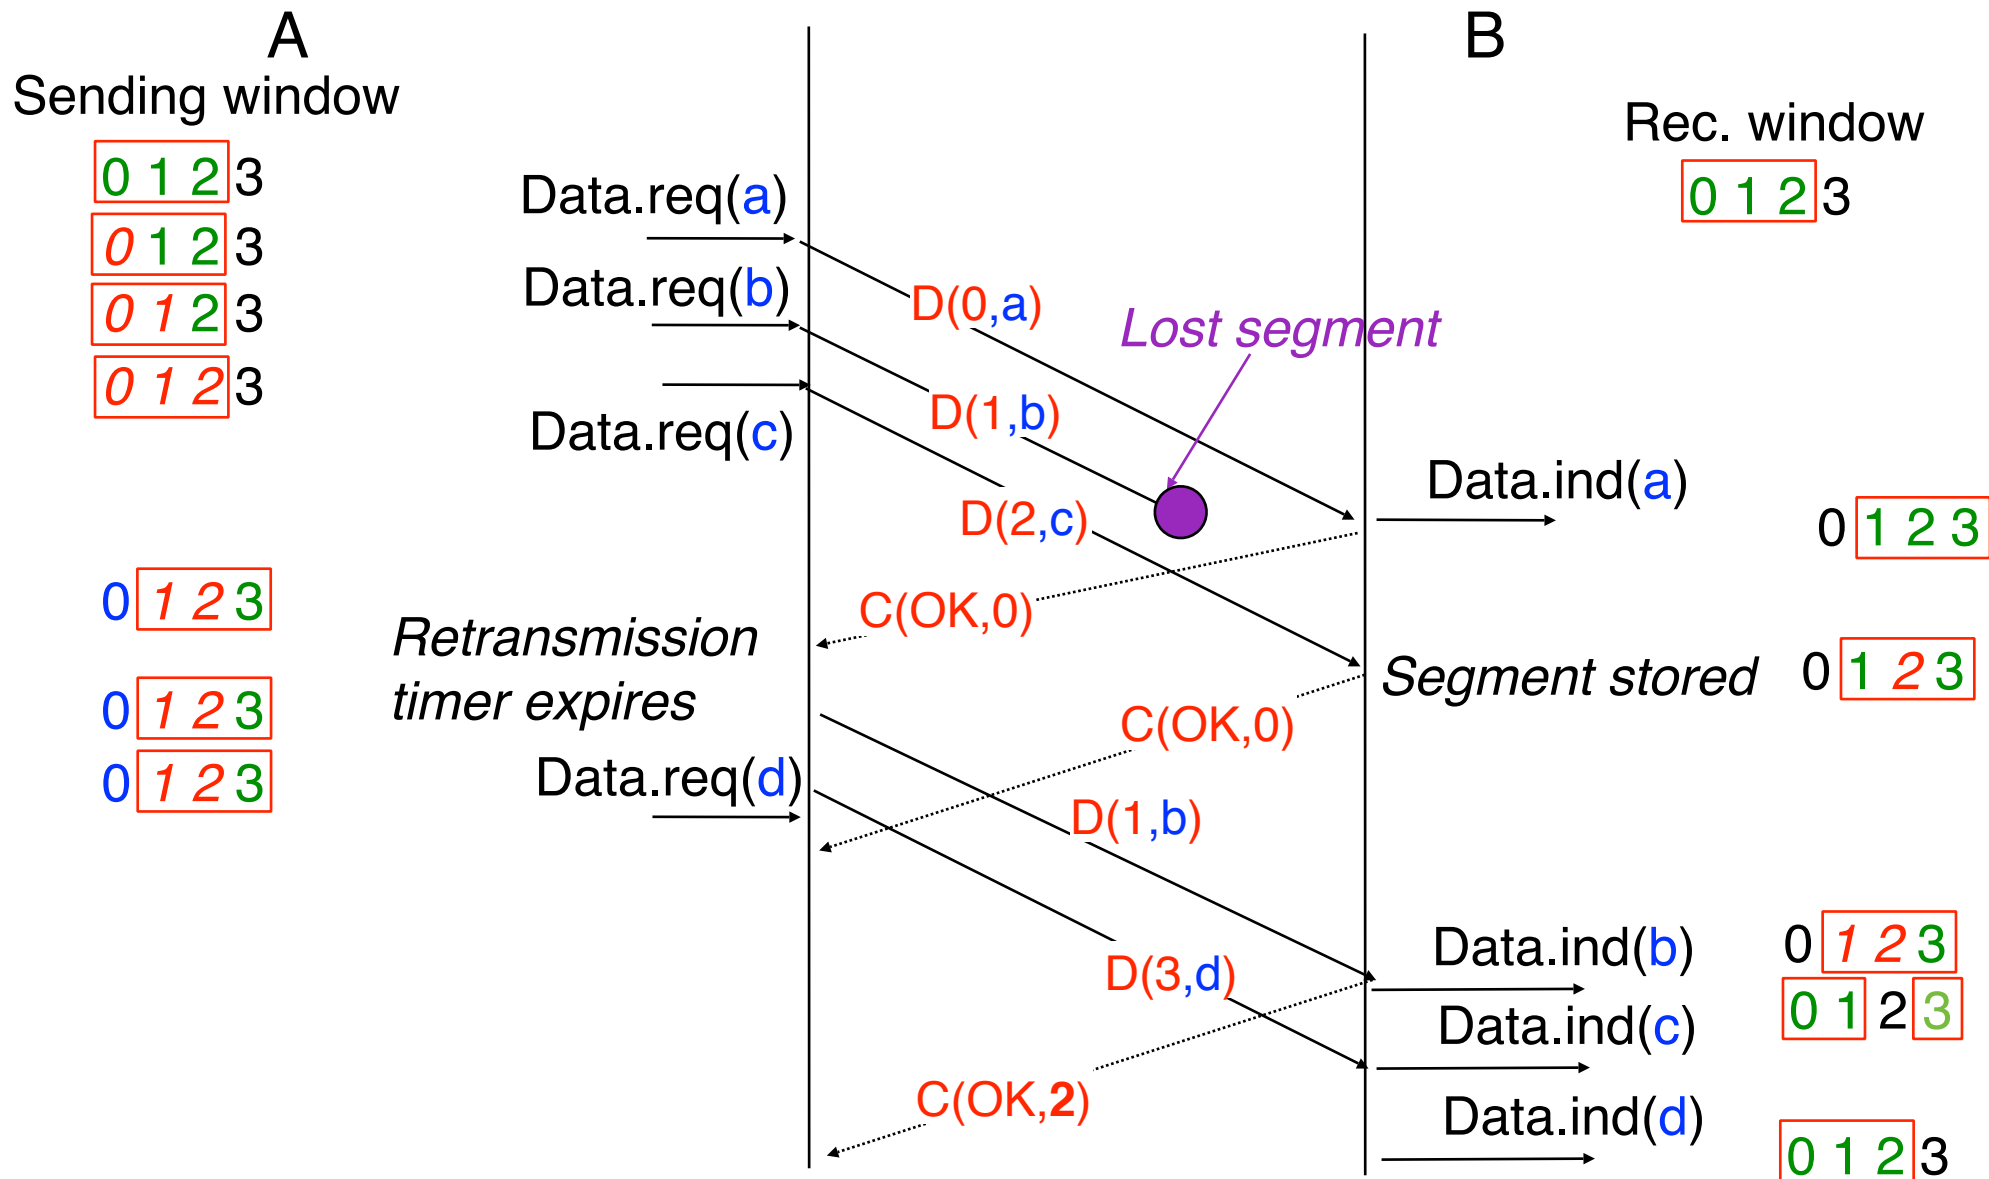 A
B
Sending window
Rec. window
0 1 2 3
Data.req(a)
0 1 2 3
0 1 2 3
Data.req(b)
D(0,a)
0 1 2 3
Lost segment
0 1 2 3
D(1,b)
Data.req(c)
Data.ind(a)
D(2,c)
0 1 2 3
0 1 2 3
C(OK,0)
Retransmission
timer expires
Segment stored
0 1 2 3
0 1 2 3
C(OK,0)
0 1 2 3
Data.req(d)
D(1,b)
Data.ind(b)
0 1 2 3
D(3,d)
0 1 2 3
Data.ind(c)
C(OK,2)
Data.ind(d)
0 1 2 3